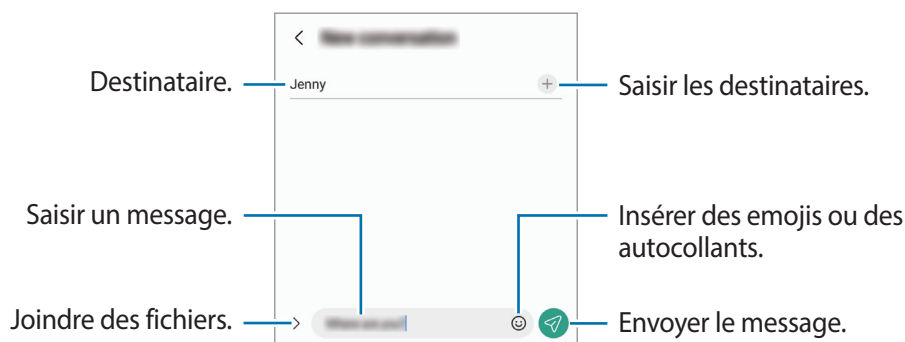 Destinataire.
Jenny
Saisir les destinataires.
Saisir un message.
Insérer des emojis ou des
autocollants.
Joindre des fichiers.
Envoyer le message.